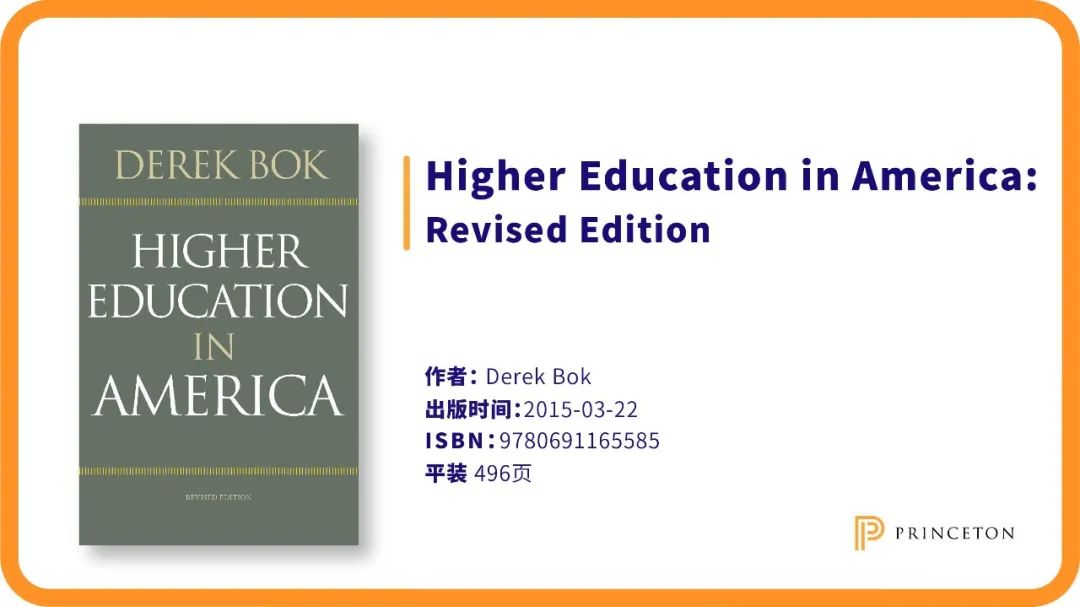 DEREK BOK
HIGHER
EDUCATION
IN
AMERICA
REVISED EDITION
Higher Education in America:
Revised Edition
作者: Derek Bok
出版时间:2015-03-22
ISBN:9780691165585
平装 496页
PRINCETON